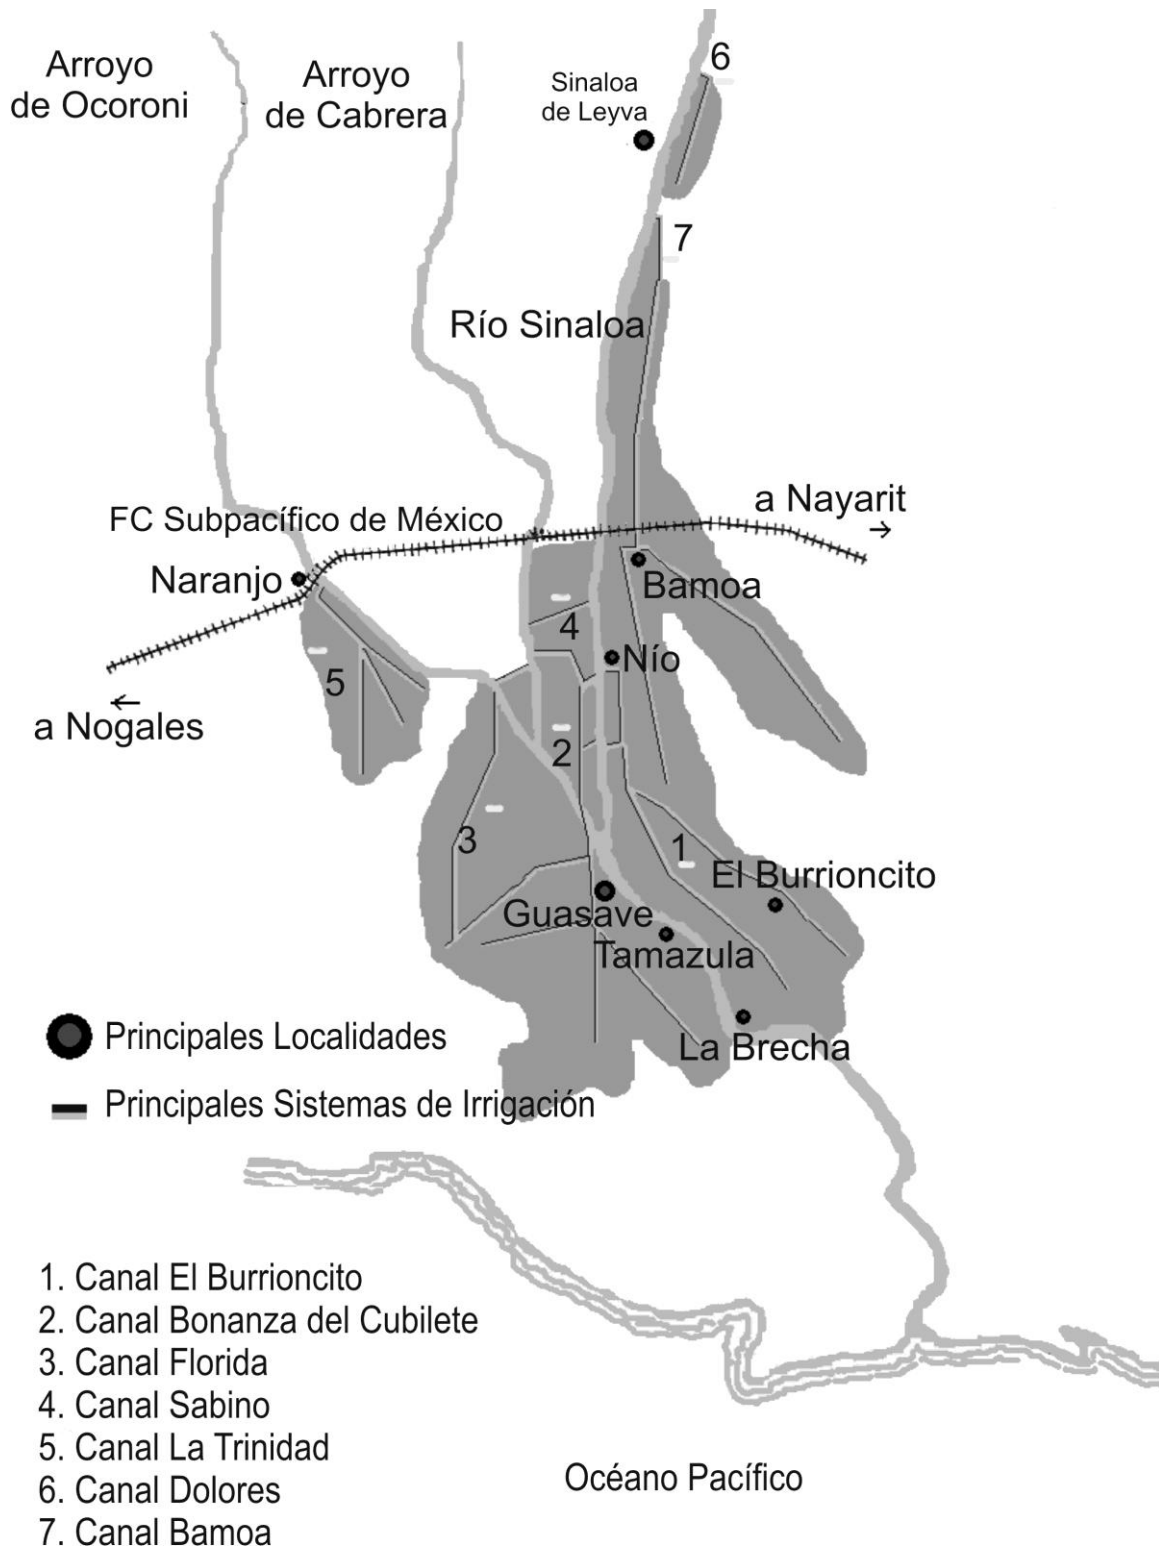 Arroyo
de Ocoroni
Arroyo
de Cabrera
Sinaloa
de Leyva
6
7
Río Sinaloa
a Nayarit
→
FC Subpacífico de México
Naranjo
Bamoa
4
Nío
5
←
a Nogales
2
3
1
El Burrioncito
Guasave
Tamazula
La Brecha
Principales Localidades
Principales Sistemas de Irrigación
1. Canal El Burrioncito
2. Canal Bonanza del Cubilete
3. Canal Florida
4. Canal Sabino
5. Canal La Trinidad
6. Canal Dolores
7. Canal Bamoa
Océano Pacífico